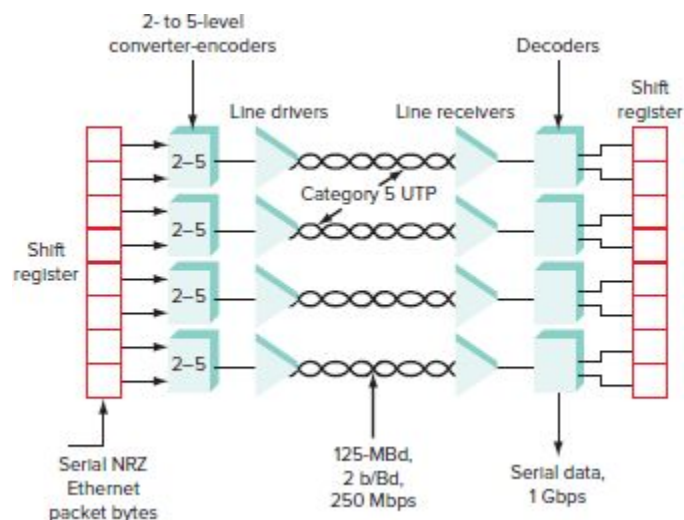 2- to 5-level
converter-encoders
Decoders
Shift
register
Line drivers
Line receivers
2–5
Category 5 UTP
2–5
Shift
register
2–5
2–5
Serial NRZ
Ethernet
packet bytes
125-MBd,
2 b/Bd,
250 Mbps
Serial data,
1 Gbps